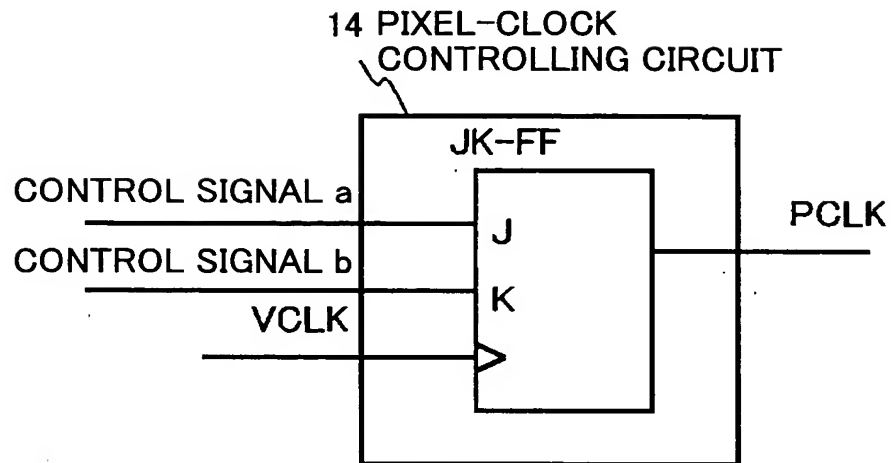 14 PIXEL-CLOCK
CONTROLLING CIRCUIT
JK-FF
CONTROL SIGNAL a
J
PCLK
CONTROL SIGNAL b
K
VCLK